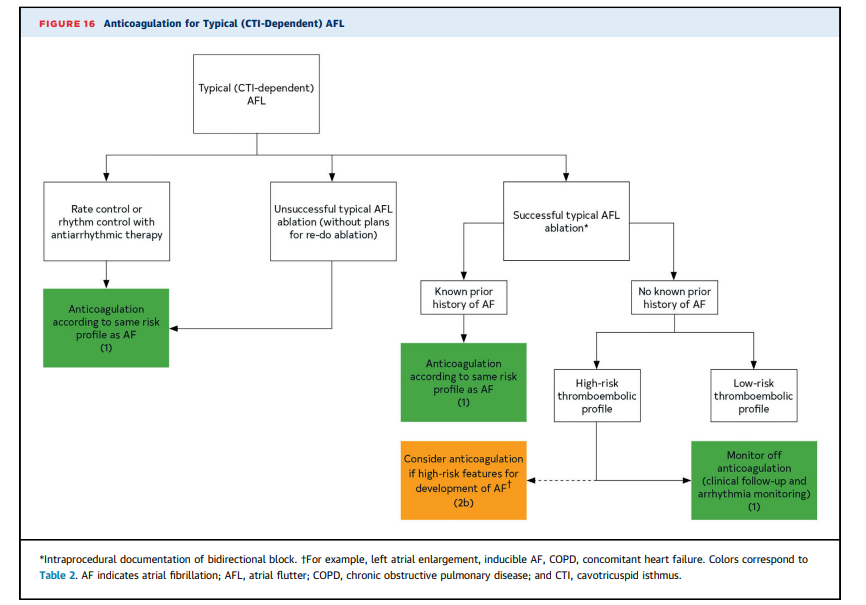 FIGURE 16 Anticoagulation for Typical (CTI-Dependent) AFL
Typical (CTI-dependent)
AFL
Rate control or
rhythm control with
antiarrhythmic therapy
Unsuccessful typical AFL
ablation (without plans
for re-do ablation)
Successful typical AFL
ablation*
Anticoagulation
according to same risk
profile as AF
(1)
Known prior
history of AF
No known prior
history of AF
Anticoagulation
according to same risk
profile as AF
(1)
High-risk
thromboembolic
profile
Low-risk
thromboembolic
profile
Consider anticoagulation
if high-risk features for
development of AF†
(2b)
Monitor off
anticoagulation
(clinical follow-up and
arrhythmia monitoring)
(1)
*Intraprocedural documentation of bidirectional block. †For example, left atrial enlargement, inducible AF, COPD, concomitant heart failure. Colors correspond to
Table 2. AF indicates atrial fibrillation; AFL, atrial flutter; COPD, chronic obstructive pulmonary disease; and CTI, cavotricuspid isthmus.